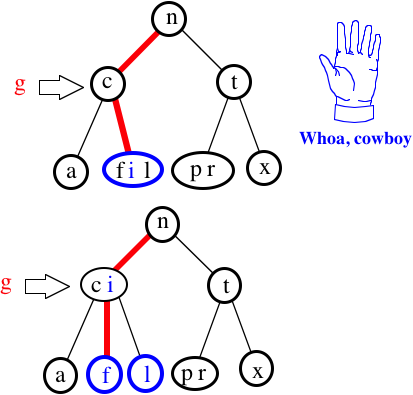 n
g c t
Whoa, cowboy
a f i l p r x
n
g c i t
a f l p r x